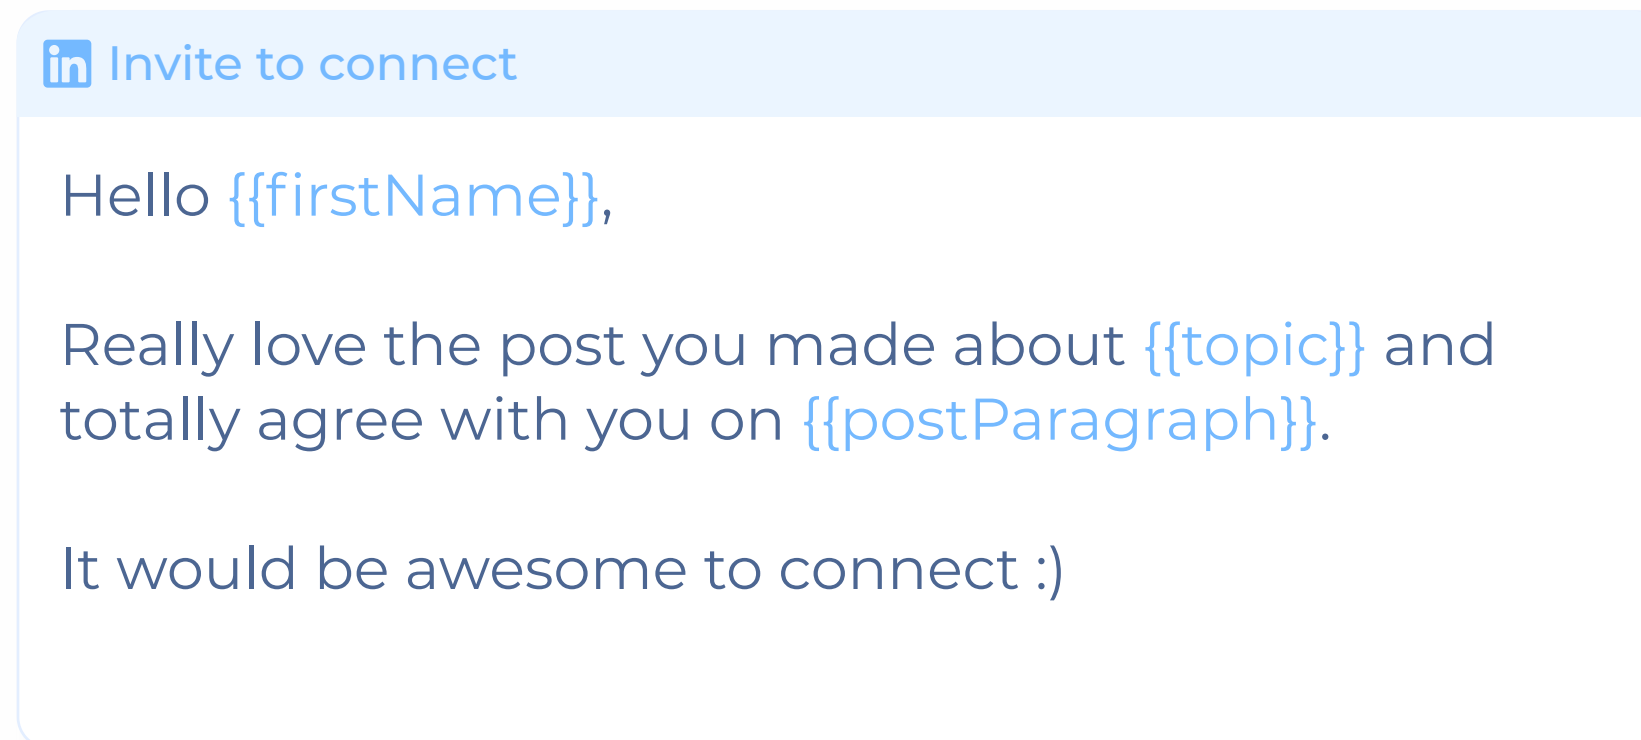 in Invite to connect
Hello {{firstName}},
Really love the post you made about {{topic}} and
totally agree with you on {{postParagraph}}.
It would be awesome to connect :)